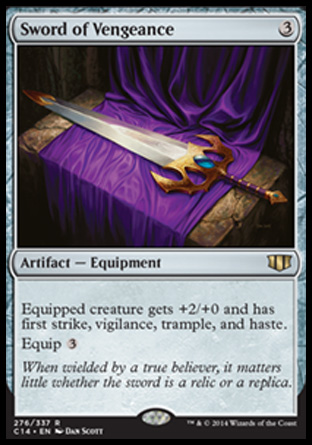 Sword of Vengeance 3
Artifact — Equipment
Equipped creature gets +2/+0 and has
first strike, vigilance, trample, and haste.
Equip 3
When wielded by a true believer, it matters
little whether the sword is a relic or a replica.
276/337 R
C14 • EN Dan Scott
™ & © 2014 Wizards of the Coast